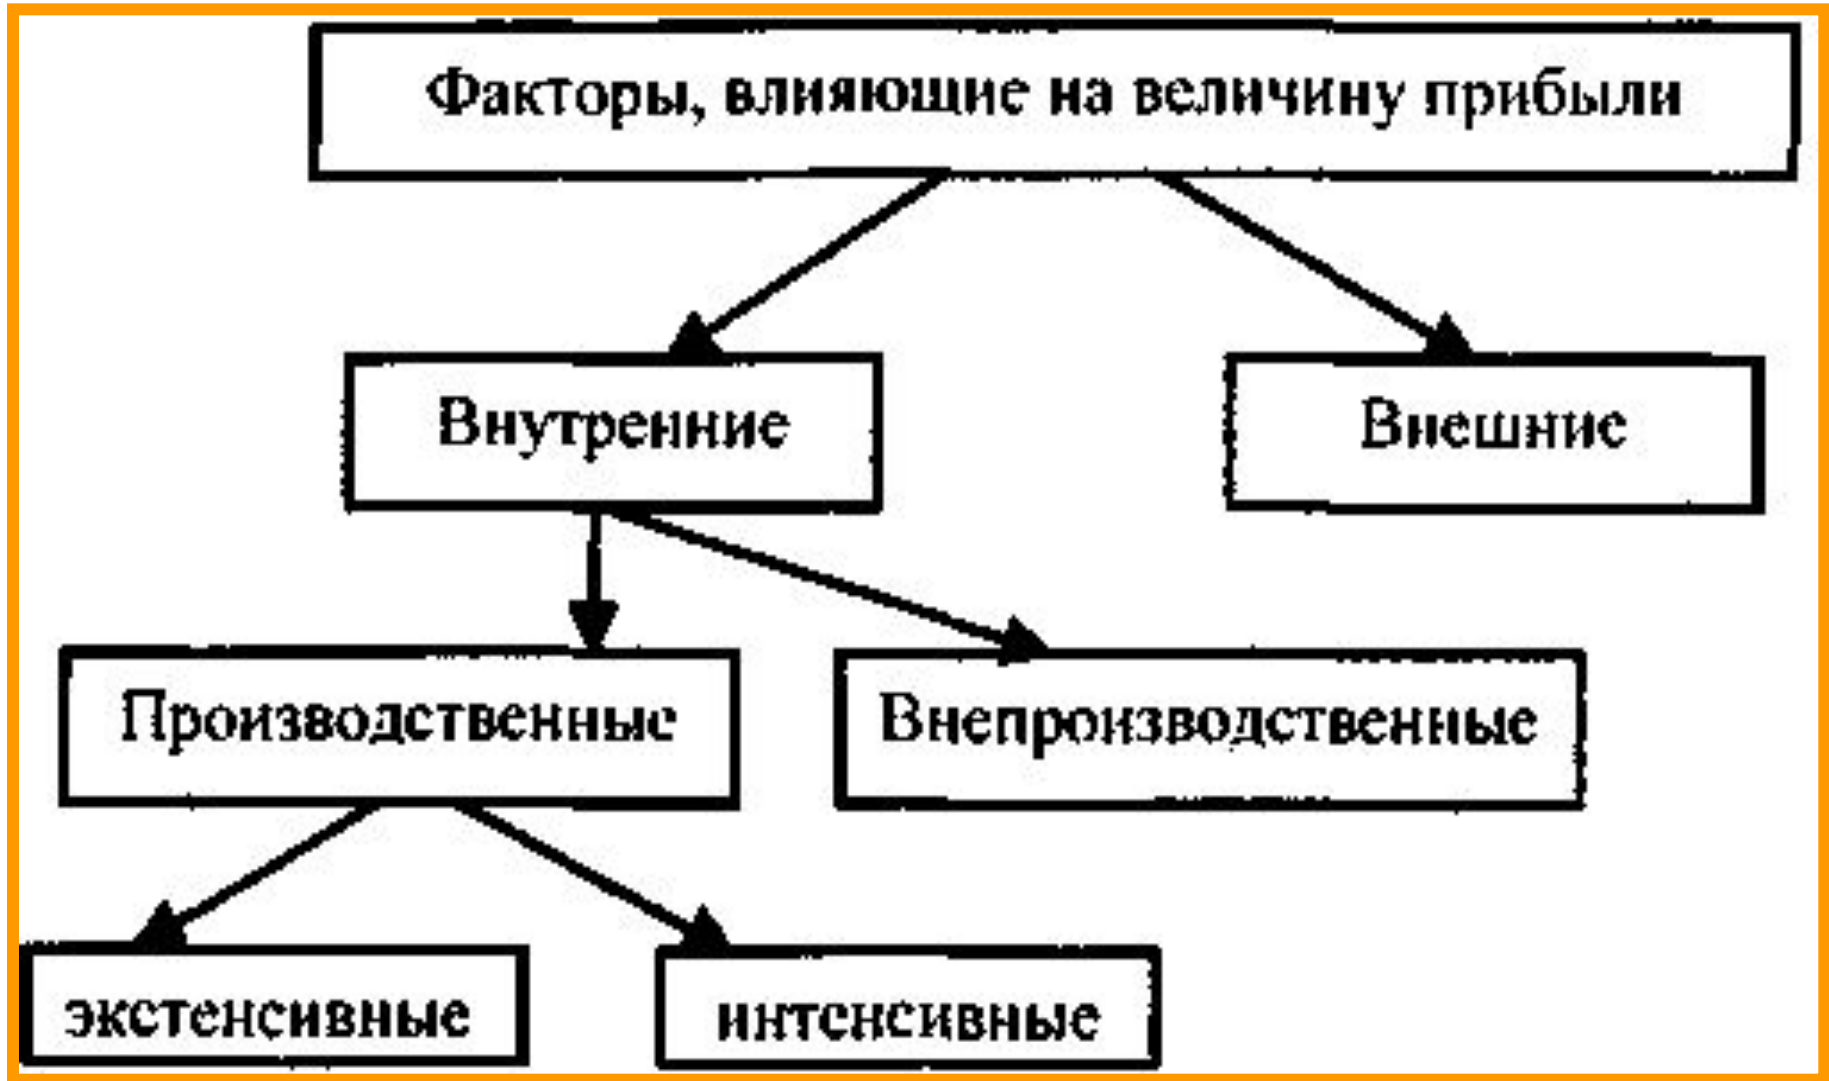 Факторы, влияющие на величину прибыли
Внутренние
Внешние
Производственные
Внепроизводственные
экстенсивные
интенсивные